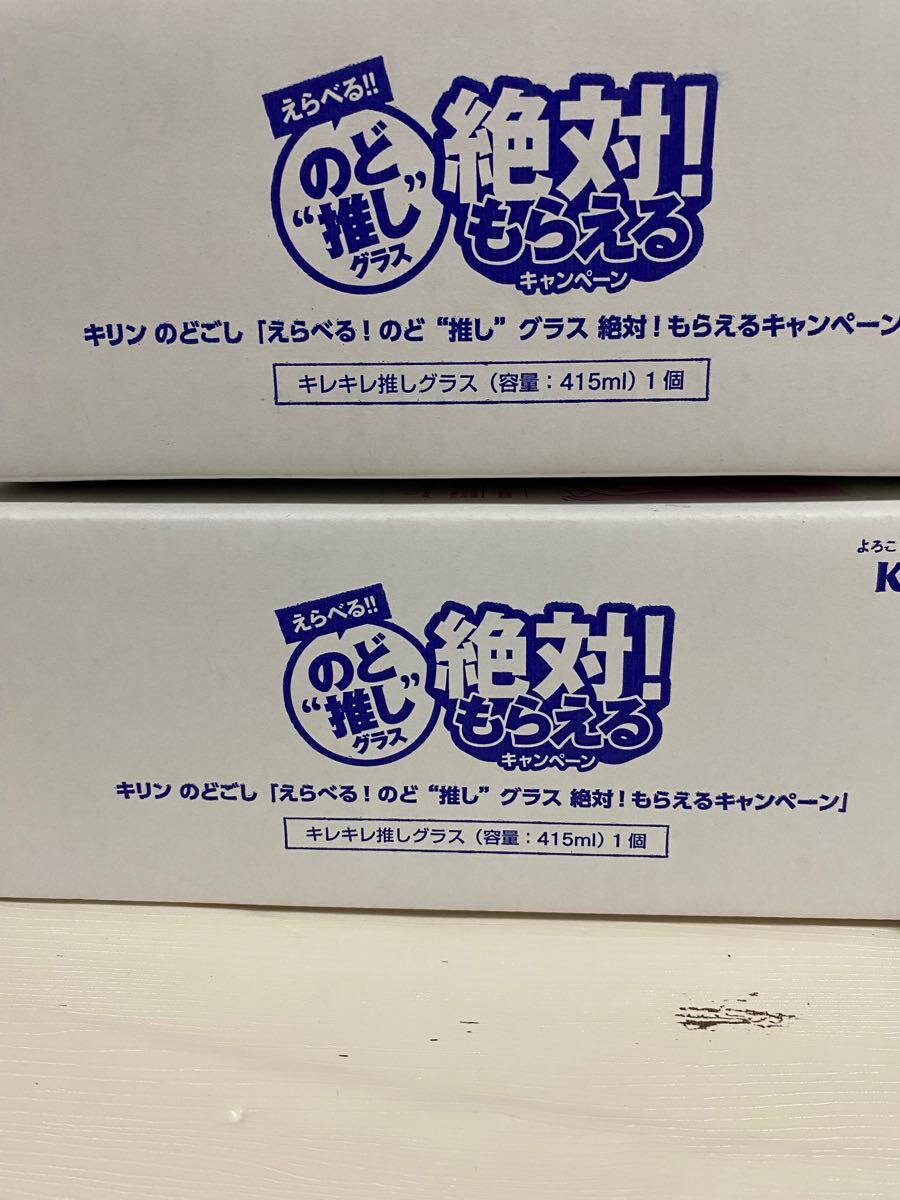 えらべる!!
のど
“推し”
グラス
絶対!
もらえる
キャンペーン
キリン のどごし「えらべる!のど“推し”グラス 絶対!もらえるキャンペーン
キレキレ推しグラス(容量:415ml)1個
よろこ
K
えらべる!!
のど
“推し”
グラス
絶対!
もらえる
キャンペーン
キリン のどごし「えらべる!のど“推し”グラス 絶対!もらえるキャンペーン」
キレキレ推しグラス(容量:415ml)1個